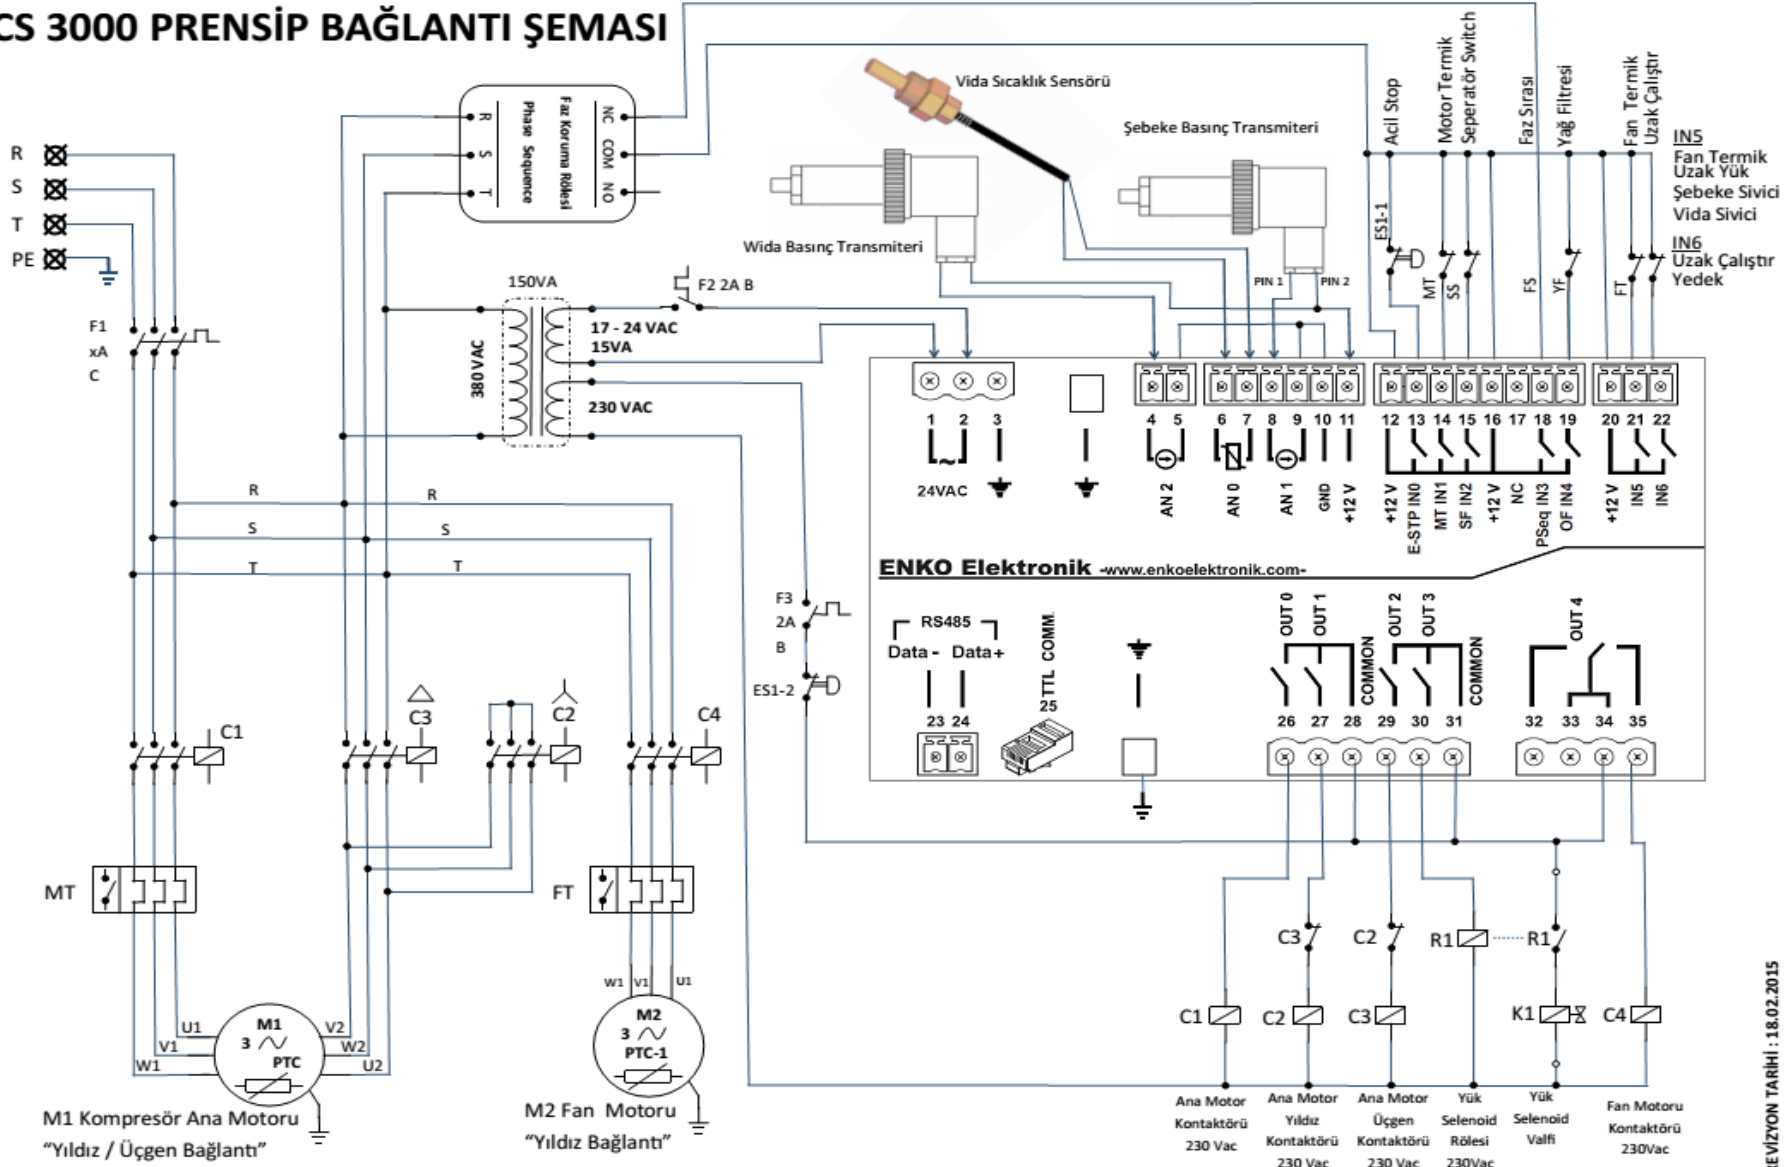 CS 3000 PRENSİP BAĞLANTI ŞEMASI
R
S
T
PE
F1
xA
C
R
S
T
Phase Sequence
Faz Koruma Rölesi
NC COM NO
Vida Sıcaklık Sensörü
Şebeke Basınç Transmiteri
Wida Basınç Transmiteri
PIN 1
PIN 2
Acil Stop
Motor Termik
Seperatör Switch
Faz Sırası
Yağ Filtresi
Fan Termik
Uzak Çalıştır
IN5
Fan Termik
Uzak Yük
Şebeke Sivici
Vida Sivici
IN6
Uzak Çalıştır
Yedek
ES1-1
MT
SS
FS
YF
FT
150VA
F2 2A B
17 - 24 VAC
15VA
380 VAC
230 VAC
1 2 3
24VAC
4 5
AN 2
6 7 8 9 10 11
AN 0
AN 1
GND
+12 V
12 13 14 15 16 17 18 19
+12 V
E-STP IN0
MT IN1
SF IN2
+12 V
NC
PSeq IN3
OF IN4
20 21 22
+12 V
IN5
IN6
R R
S S
T T
ENKO Elektronik -www.enkoelektronik.com-
F3
2A
B
ES1-2
RS485
Data - Data+
23 24
TTL COMM.
25
OUT 0
OUT 1
COMMON
OUT 2
OUT 3
COMMON
OUT 4
26 27 28 29 30 31
32 33 34 35
C1
C3
C2
C4
MT
FT
U1
V1
W1
M1
3
PTC
V2
W2
U2
W1 V1 U1
M2
3
PTC-1
M1 Kompresör Ana Motoru
“Yıldız / Üçgen Bağlantı”
M2 Fan Motoru
“Yıldız Bağlantı”
C3
C2
R1
R1
C1
C2
C3
K1
C4
Ana Motor
Kontaktörü
230 Vac
Ana Motor
Yıldız
Kontaktörü
230 Vac
Ana Motor
Üçgen
Kontaktörü
230 Vac
Yük
Selenoid
Rölesi
230Vac
Yük
Selenoid
Valfi
Fan Motoru
Kontaktörü
230Vac
REVİZYON TARİHİ : 18.02.2015